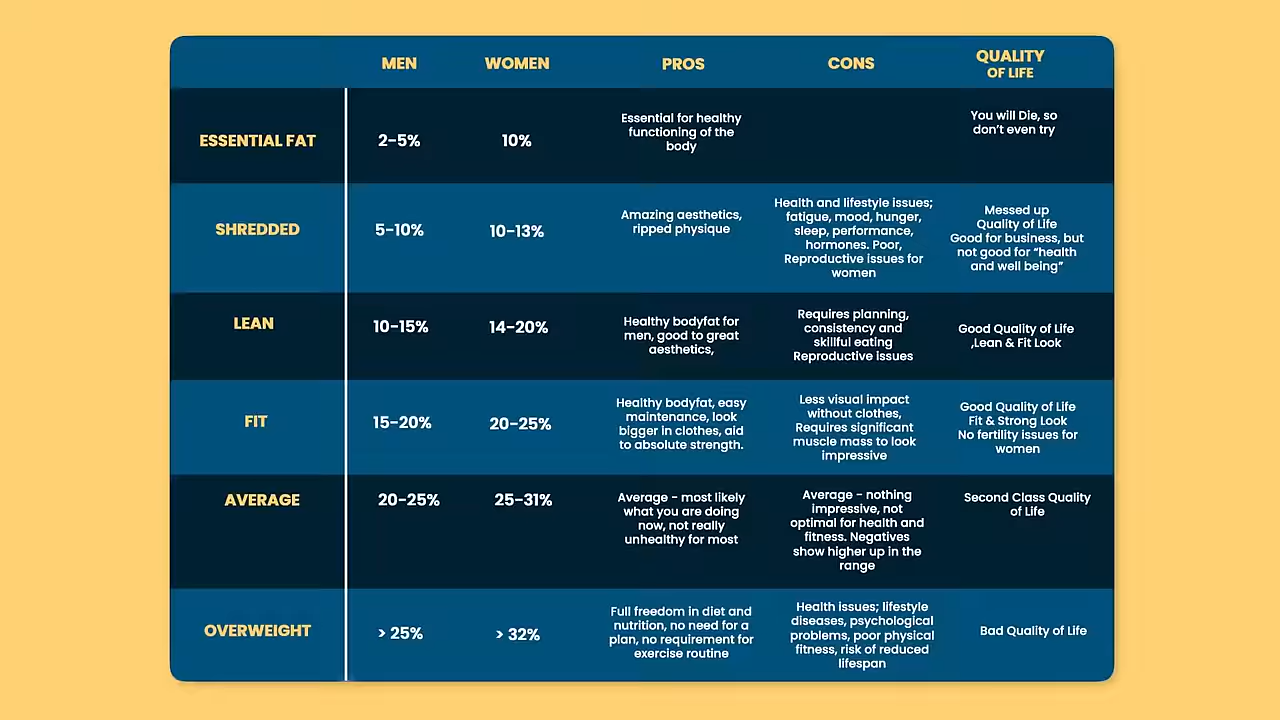 MEN
WOMEN
PROS
CONS
QUALITY
OF LIFE
ESSENTIAL FAT
2-5%
10%
Essential for healthy
functioning of the
body
You will Die, so
don't even try
SHREDDED
5-10%
10-13%
Amazing aesthetics,
ripped physique
Health and lifestyle issues;
fatigue, mood, hunger,
sleep, performance,
hormones. Poor,
Reproductive issues for
women
Messed up
Quality of Life
Good for business, but
not good for “health
and well being”
LEAN
10-15%
14-20%
Healthy bodyfat for
men, good to great
aesthetics,
Requires planning,
consistency and
skillful eating
Reproductive issues
Good Quality of Life
,Lean & Fit Look
FIT
15-20%
20-25%
Healthy bodyfat, easy
maintenance, look
bigger in clothes, aid
to absolute strength.
Less visual impact
without clothes,
Requires significant
muscle mass to look
impressive
Good Quality of Life
Fit & Strong Look
No fertility issues for
women
AVERAGE
20-25%
25-31%
Average - most likely
what you are doing
now, not really
unhealthy for most
Average - nothing
impressive, not
optimal for health and
fitness. Negatives
show higher up in the
range
Second Class Quality
of Life
OVERWEIGHT
> 25%
> 32%
Full freedom in diet and
nutrition, no need for a
plan, no requirement for
exercise routine
Health issues; lifestyle
diseases, psychological
problems, poor physical
fitness, risk of reduced
lifespan
Bad Quality of Life